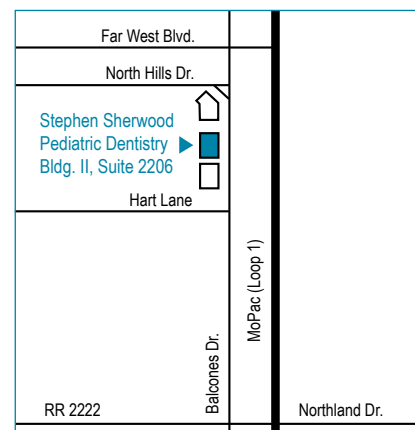 Far West Blvd.
North Hills Dr.
Stephen Sherwood
Pediatric Dentistry
Bldg. II, Suite 2206
Hart Lane
MoPac (Loop 1)
Balcones Dr.
RR 2222
Northland Dr.